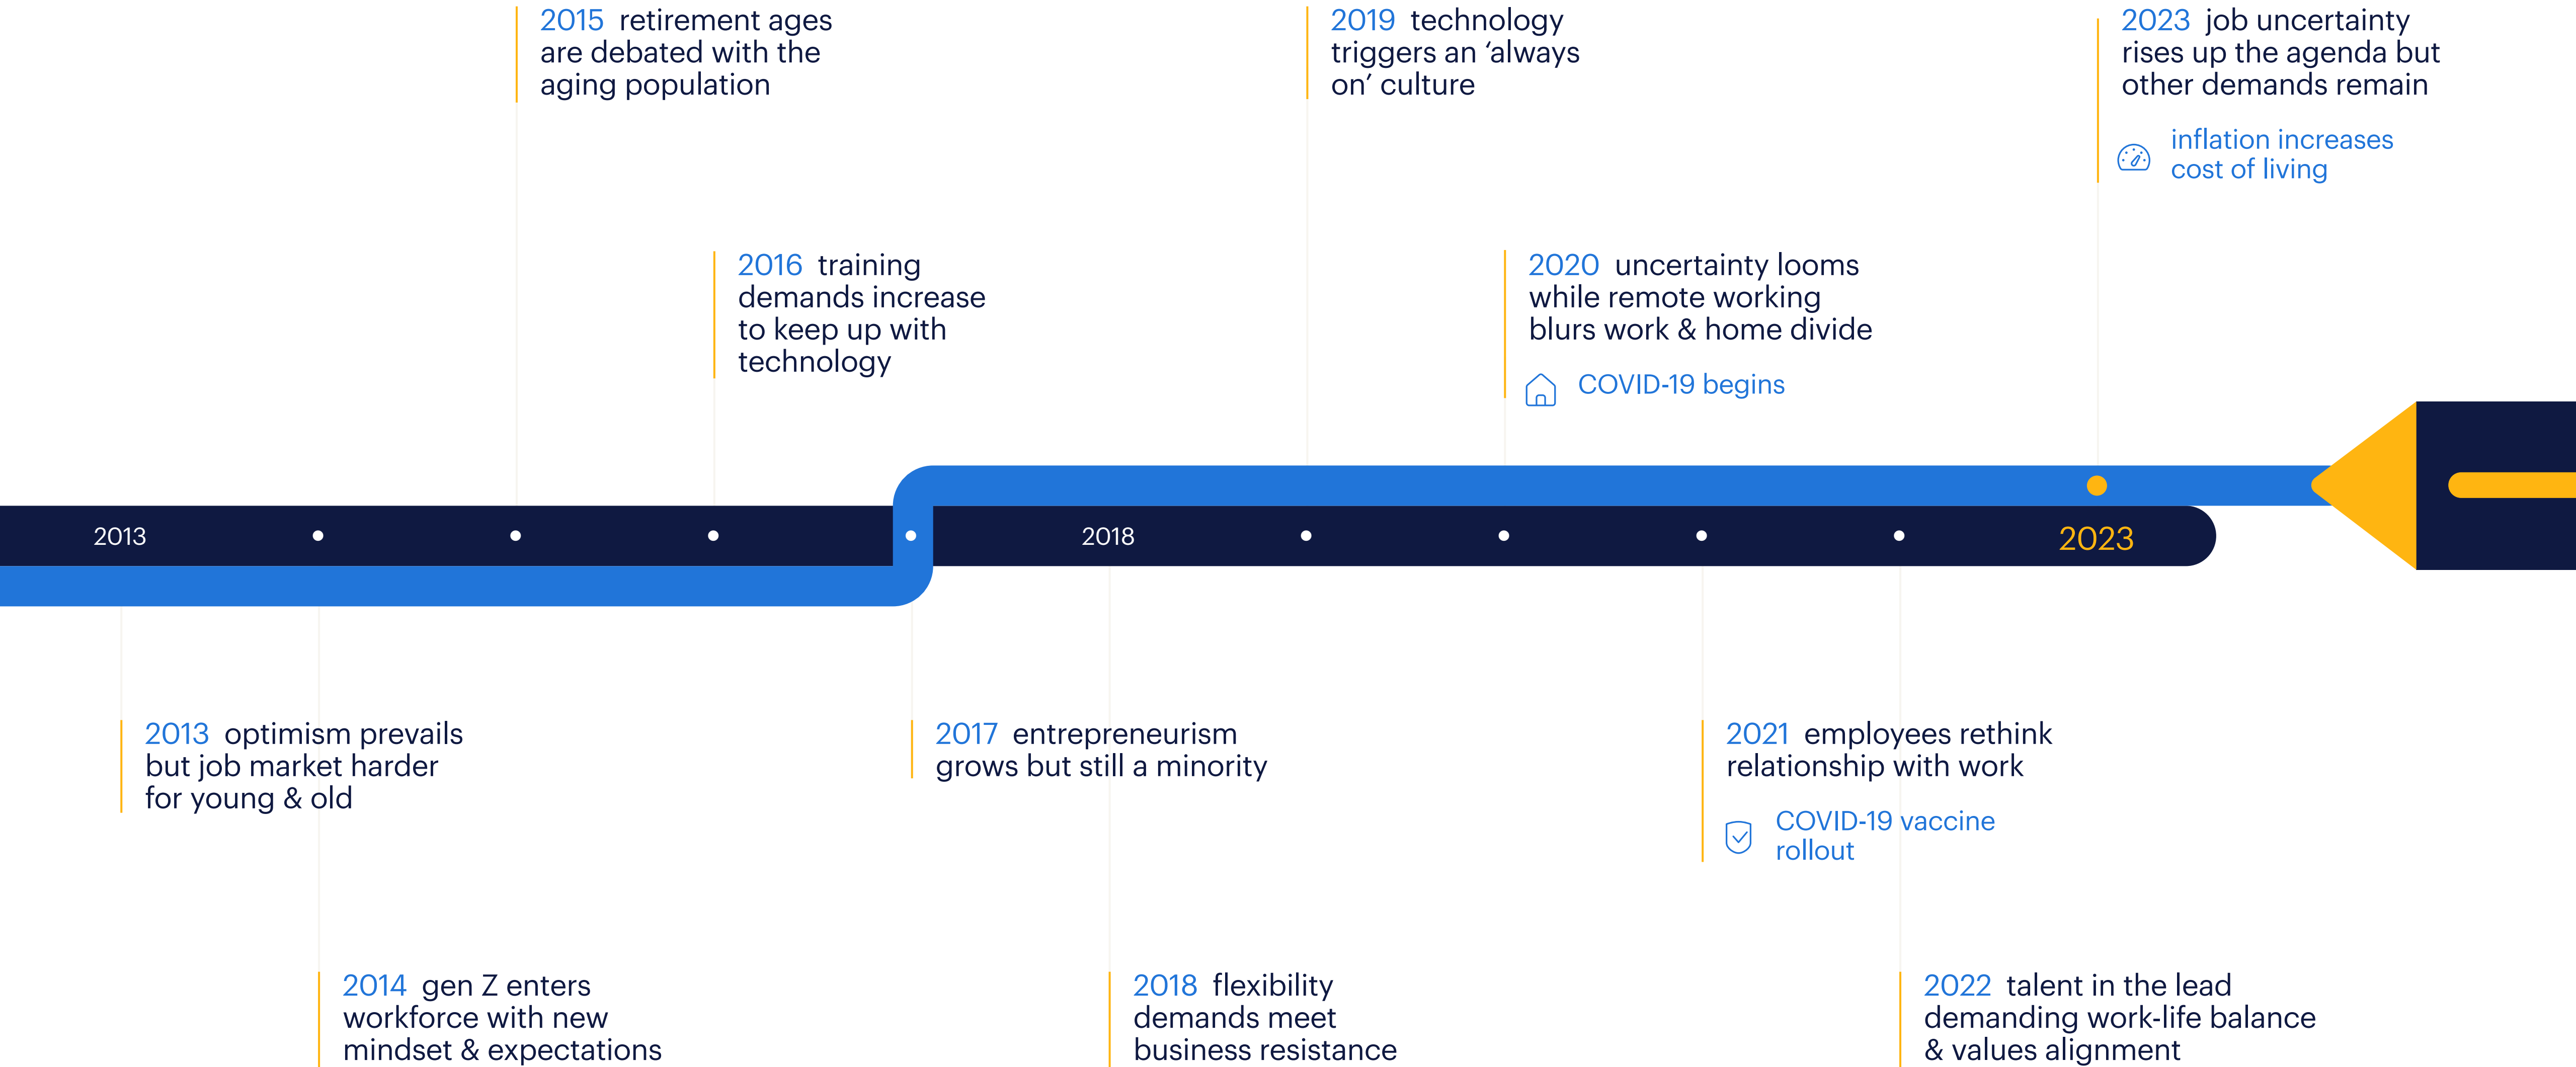 2015 retirement ages
are debated with the
aging population
2019 technology
triggers an ‘always
on’ culture
2023 job uncertainty
rises up the agenda but
other demands remain
inflation increases
cost of living
2016 training
demands increase
to keep up with
technology
2020 uncertainty looms
while remote working
blurs work & home divide
COVID-19 begins
2013
2018
2023
2013 optimism prevails
but job market harder
for young & old
2017 entrepreneurism
grows but still a minority
2021 employees rethink
relationship with work
COVID-19 vaccine
rollout
2014 gen Z enters
workforce with new
mindset & expectations
2018 flexibility
demands meet
business resistance
2022 talent in the lead
demanding work-life balance
& values alignment